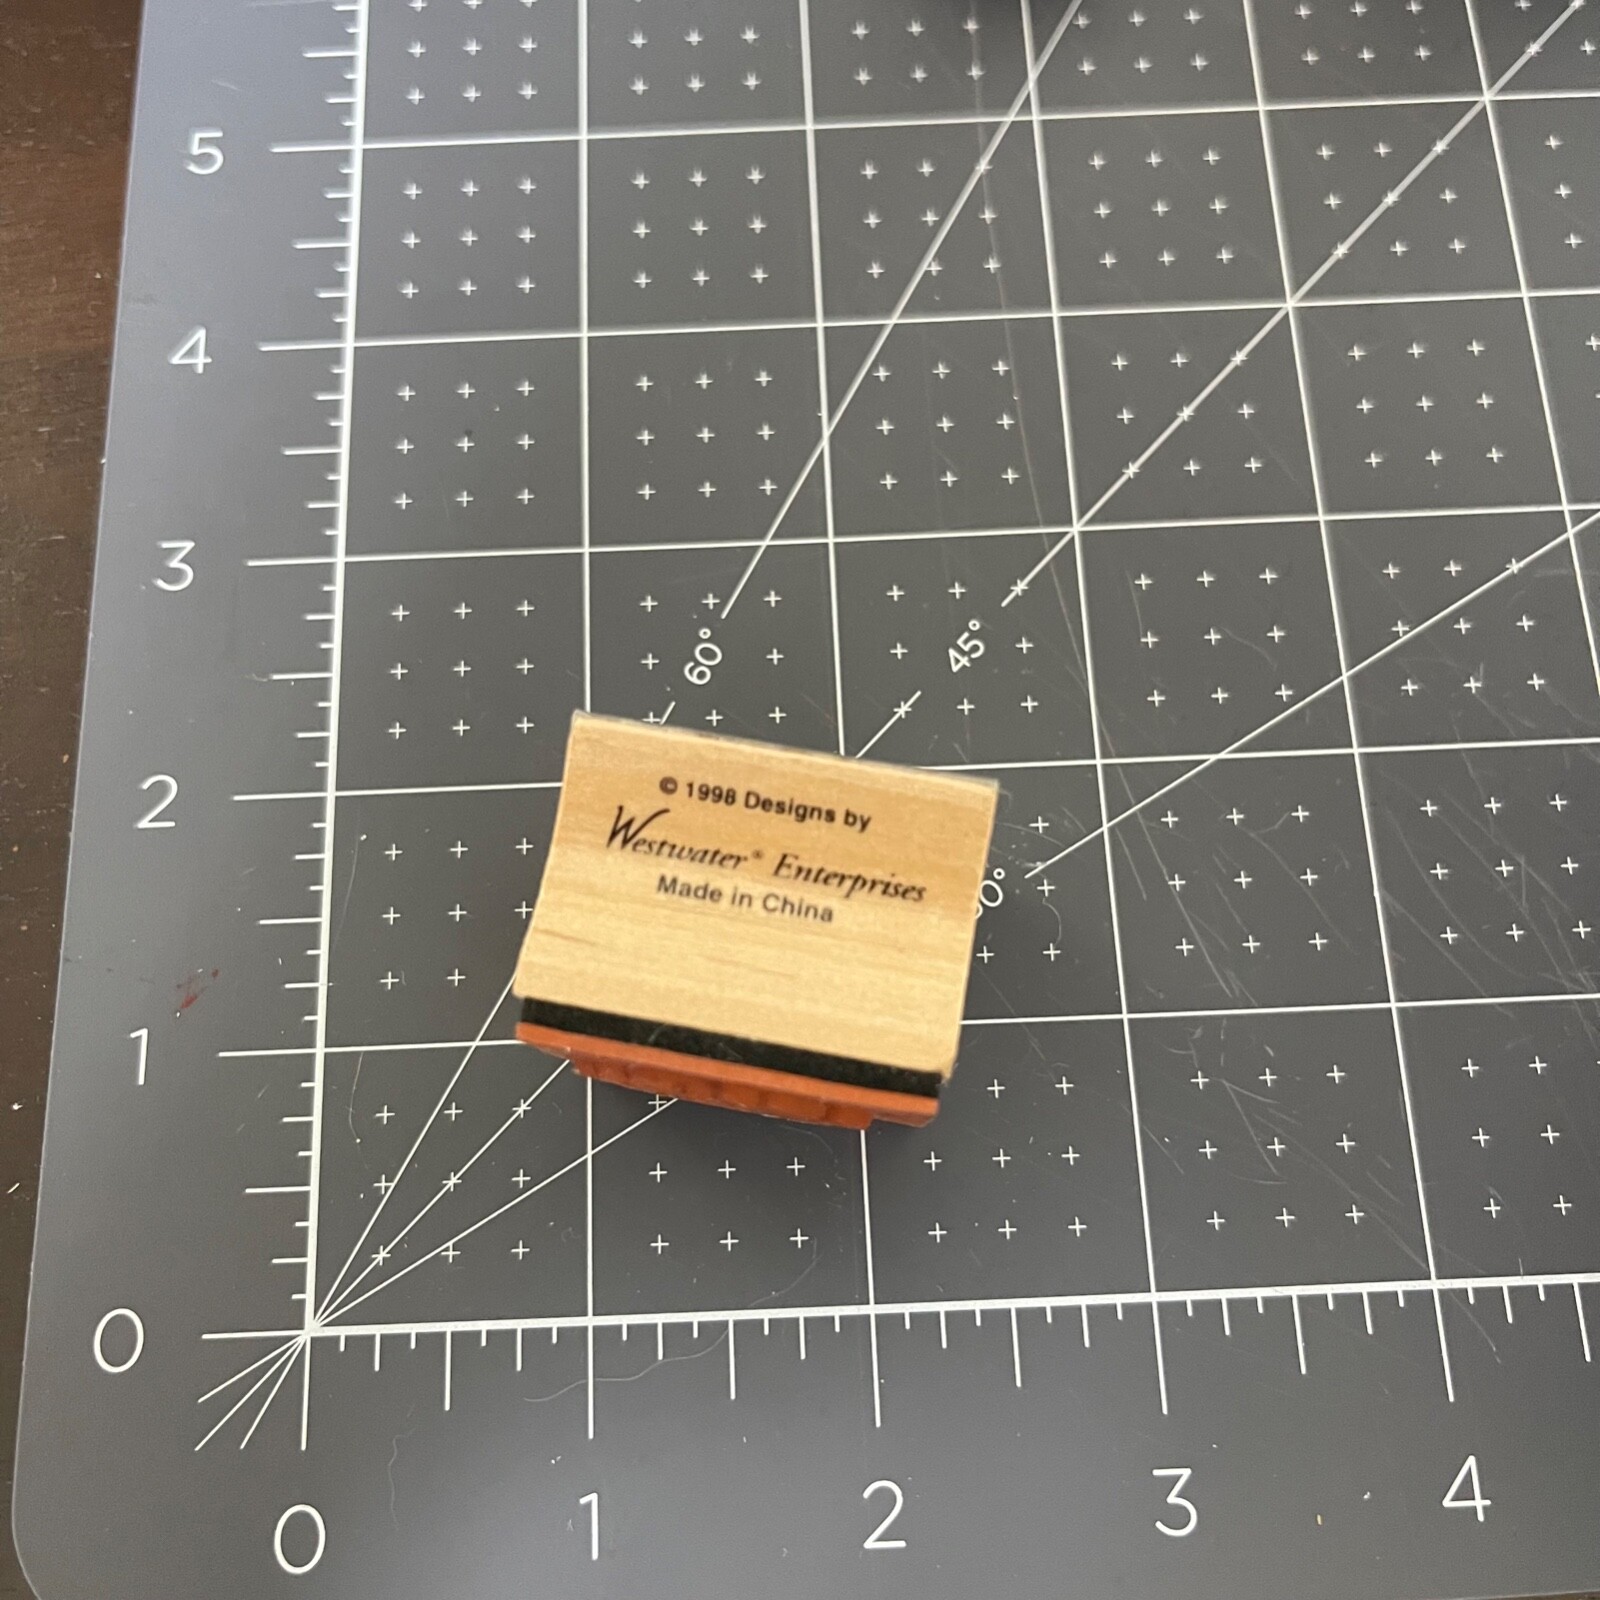 5
4
3
2
1
0
60°
45°
0°
© 1998 Designs by
Westwater® Enterprises
Made in China
0 1 2 3 4